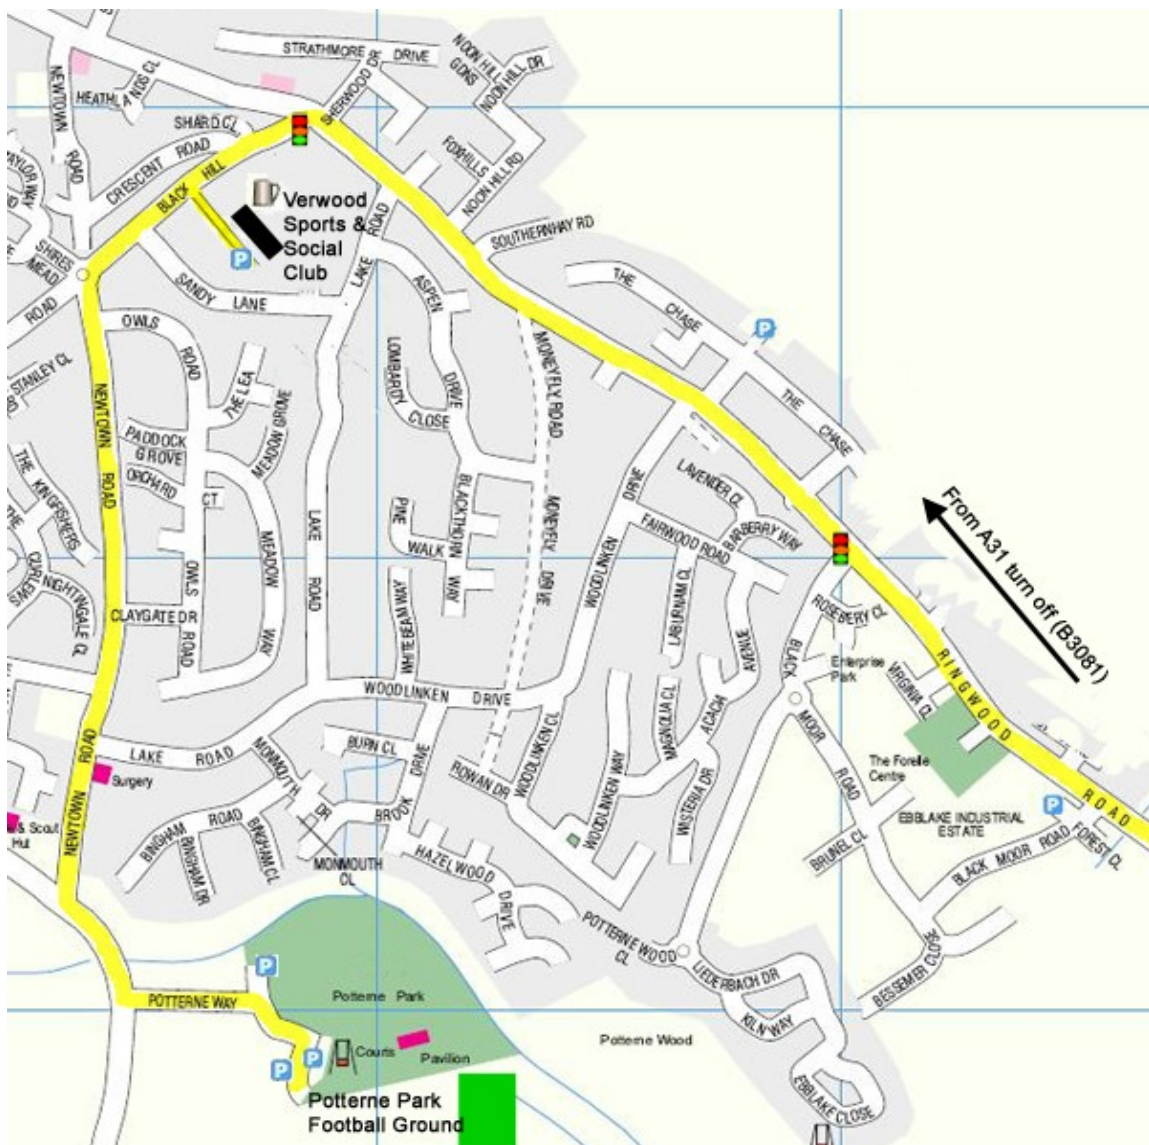 STRATHMORE DRIVE
NOON HILL
GDNS
NOON HILL DR
SHERWOOD DR
HEATHLANDS CL
NEWTOWN
ROAD
SHARD CL
CRESCENT ROAD
FOXHILLS
NOON HILL RD
TAYLOR WAY
BLACK HILL
Verwood
Sports &
Social
Club
P
LAKE ROAD
SOUTHERNHAY RD
SHIRES
MEAD
ROAD
SANDY LANE
THE CHASE
P
ASPEN DRIVE
OWLS ROAD
STANLEY CL
LOMBARDY
CLOSE
MONEYFLY ROAD
THE LEA
MEADOW GROVE
NEWTOWN ROAD
PADDOCK
GROVE
ORCHARD
CT
THE CHASE
THE
KINGFISHERS
THE
CURLEWS
NIGHTINGALE CL
LAVENDER CL
BARBERRY WAY
FAIRWOOD ROAD
From A31 turn off (B3081)
PINE
WALK
BLACKTHORN WAY
LAKE ROAD
MEADOW WAY
OWLS ROAD
MONEYFLY DRIVE
WOODLINKEN DRIVE
CLAYGATE DR
WHITEBEAM WAY
LABURNAM CL
ROSEBERY CL
Enterprise
Park
BLACK MOOR ROAD
ACACIA AVENUE
MAGNOLIA CL
VIRGINIA CL
RINGWOOD ROAD
WOODLINKEN DRIVE
LAKE ROAD
BURN CL
MONMOUTH DR
BROOK DRIVE
ROWAN DR
WOODLINKEN CL
WOODLINKEN WAY
WISTERIA DR
The Forelle
Centre
Surgery
NEWTOWN ROAD
& Scout
Hut
BINGHAM ROAD
BINGHAM DR
BINGHAM CL
MONMOUTH
CL
HAZELWOOD
DRIVE
P
EBBLAKE INDUSTRIAL
ESTATE
FOREST CL
BRUNEL CL
BLACK MOOR ROAD
POTTERNE WOOD
CL
BESSEMER CLOSE
LIEDERBACH DR
KILN WAY
EBBLAKE CLOSE
P
POTTERNE WAY
Potterne Park
Potterne Wood
P
P
Courts
Pavilion
Potterne Park
Football Ground